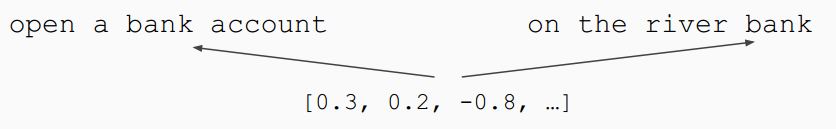 open a bank account
on the river bank
[0.3, 0.2, -0.8, …]